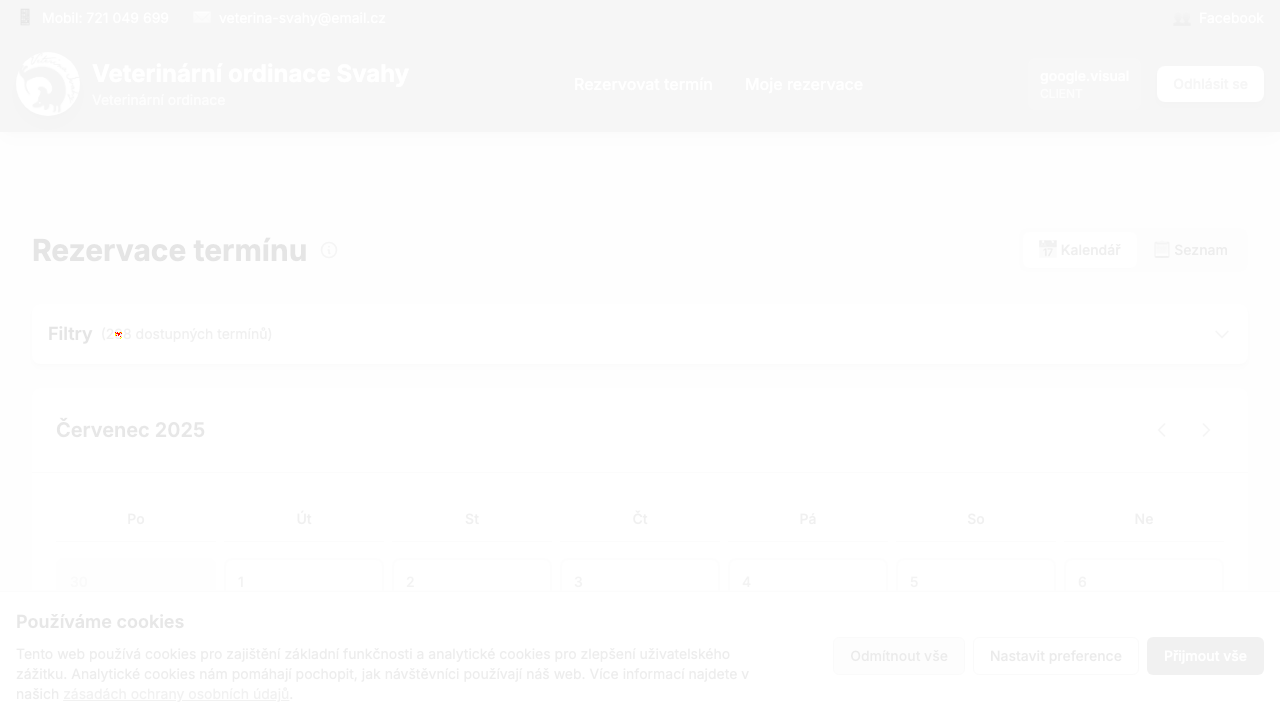 Mobil: 721 049 699
veterina-svahy@email.cz
Facebook
Veterinární ordinace Svahy
Veterinární ordinace
Rezervovat termín
Moje rezervace
google.visual
CLIENT
Odhlásit se
Rezervace termínu
Kalendář
Seznam
Filtry
dostupných termínů)
Červenec 2025
Po Út St Čt Pá So Ne
30 1 2 3 4 5 6
Používáme cookies
Tento web používá cookies pro zajištění základní funkčnosti a analytické cookies pro zlepšení uživatelského
zážitku. Analytické cookies nám pomáhají pochopit, jak návštěvníci používají náš web. Více informací najdete v
našich zásadách ochrany osobních údajů.
Odmítnout vše
Nastavit preference
Přijmout vše